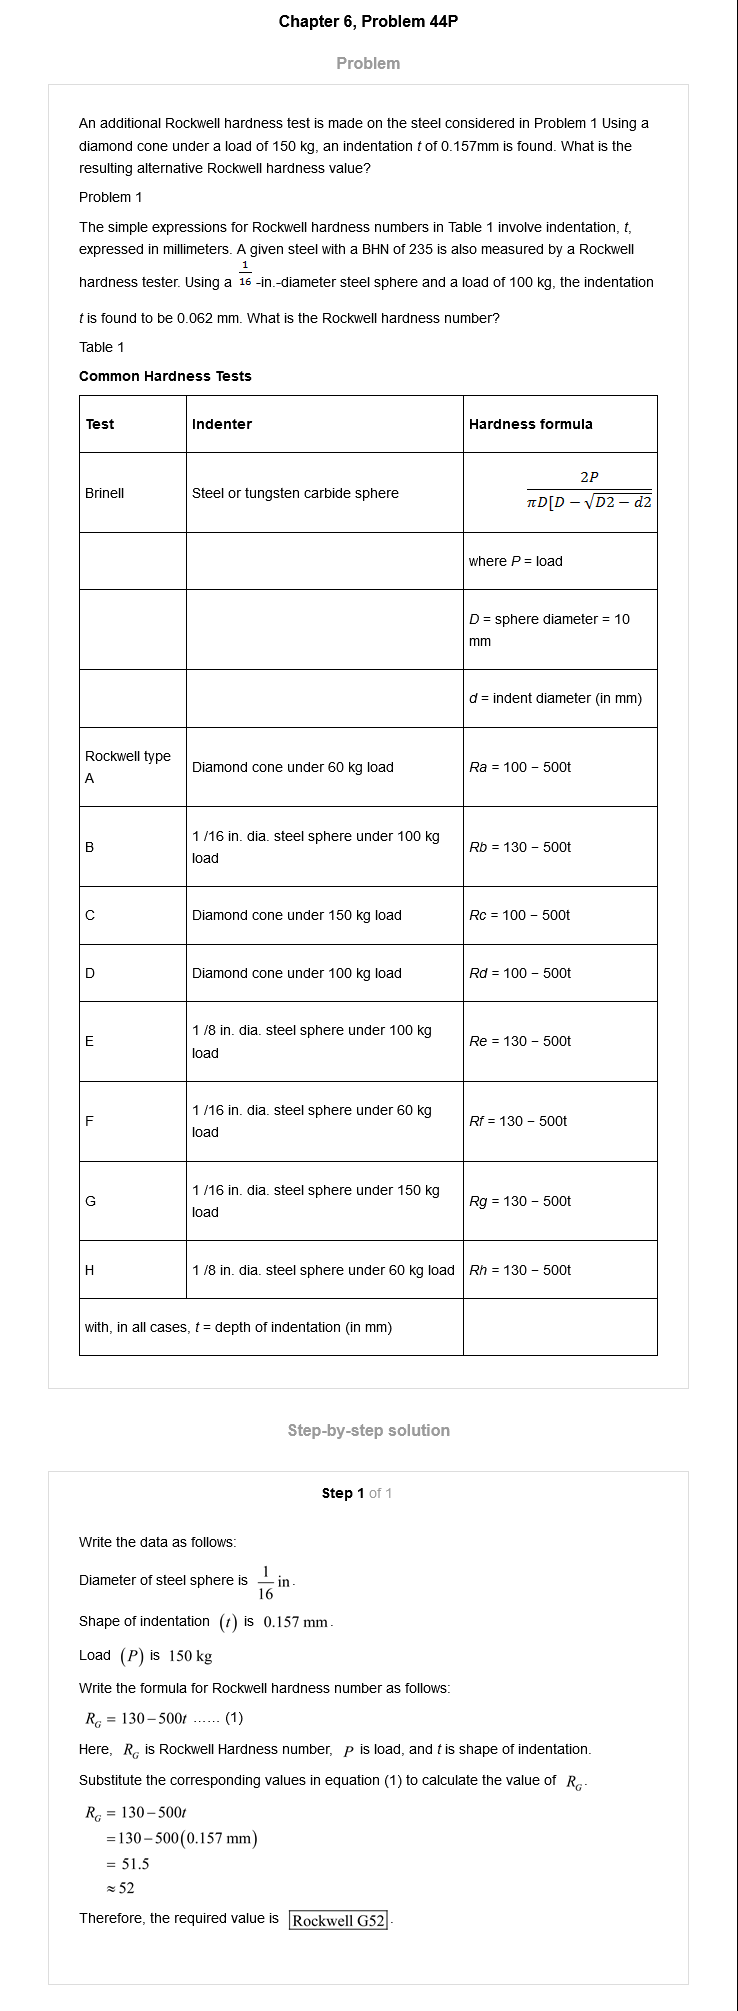 Chapter 6, Problem 44P
Problem
An additional Rockwell hardness test is made on the steel considered in Problem 1 Using a
diamond cone under a load of 150 kg, an indentation t of 0.157mm is found. What is the
resulting alternative Rockwell hardness value?
Problem 1
The simple expressions for Rockwell hardness numbers in Table 1 involve indentation, t,
expressed in millimeters. A given steel with a BHN of 235 is also measured by a Rockwell
hardness tester. Using a 1/16 -in.-diameter steel sphere and a load of 100 kg, the indentation
t is found to be 0.062 mm. What is the Rockwell hardness number?
Table 1
Common Hardness Tests
Test Indenter Hardness formula
Brinell Steel or tungsten carbide sphere 2P / πD[D − √D2 − d2
where P = load
D = sphere diameter = 10
mm
d = indent diameter (in mm)
Rockwell type
A Diamond cone under 60 kg load Ra = 100 − 500t
B 1 /16 in. dia. steel sphere under 100 kg
load Rb = 130 − 500t
C Diamond cone under 150 kg load Rc = 100 − 500t
D Diamond cone under 100 kg load Rd = 100 − 500t
E 1 /8 in. dia. steel sphere under 100 kg
load Re = 130 − 500t
F 1 /16 in. dia. steel sphere under 60 kg
load Rf = 130 − 500t
G 1 /16 in. dia. steel sphere under 150 kg
load Rg = 130 − 500t
H 1 /8 in. dia. steel sphere under 60 kg load Rh = 130 − 500t
with, in all cases, t = depth of indentation (in mm)
Step-by-step solution
Step 1 of 1
Write the data as follows:
Diameter of steel sphere is 1/16 in.
Shape of indentation (t) is 0.157 mm.
Load (P) is 150 kg
Write the formula for Rockwell hardness number as follows:
R_G = 130 − 500t ...... (1)
Here, R_G is Rockwell Hardness number, P is load, and t is shape of indentation.
Substitute the corresponding values in equation (1) to calculate the value of R_G.
R_G = 130 − 500t
= 130 − 500(0.157 mm)
= 51.5
≈ 52
Therefore, the required value is Rockwell G52.